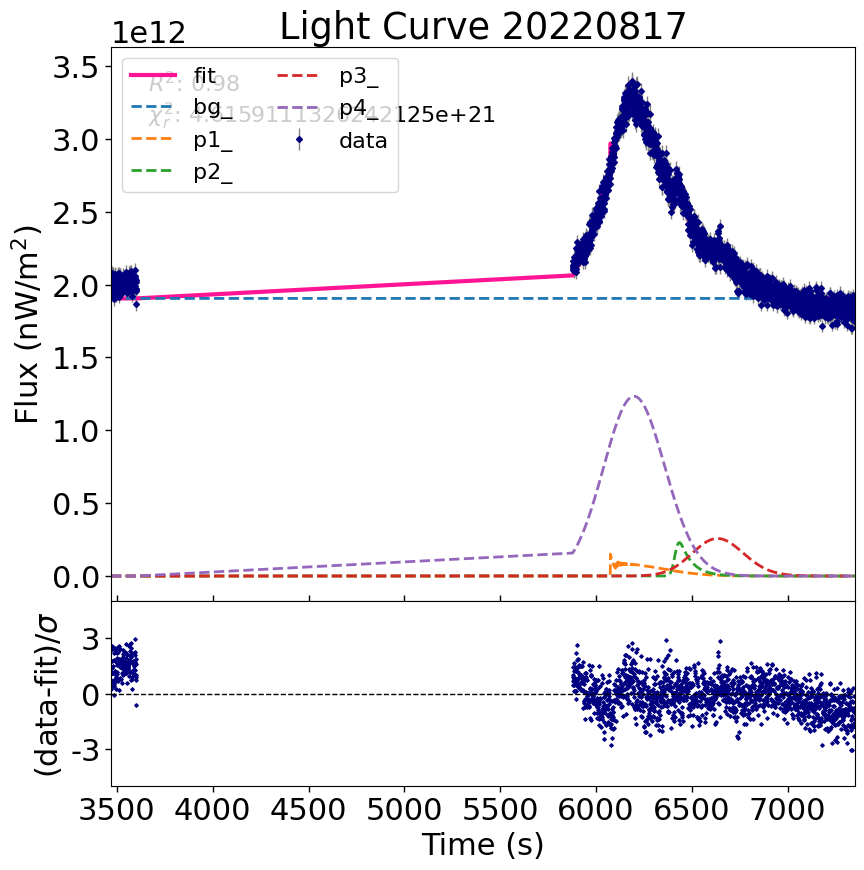 Light Curve 20220817
1e12
fit
bg_
p1_
p2_
p3_
p4_
data
R²: 0.98
χ²ᵣ:
3.5
3.0
2.5
2.0
1.5
1.0
0.5
0.0
Flux (nW/m²)
3
0
-3
(data-fit)/σ
3500 4000 4500 5000 5500 6000 6500 7000
Time (s)